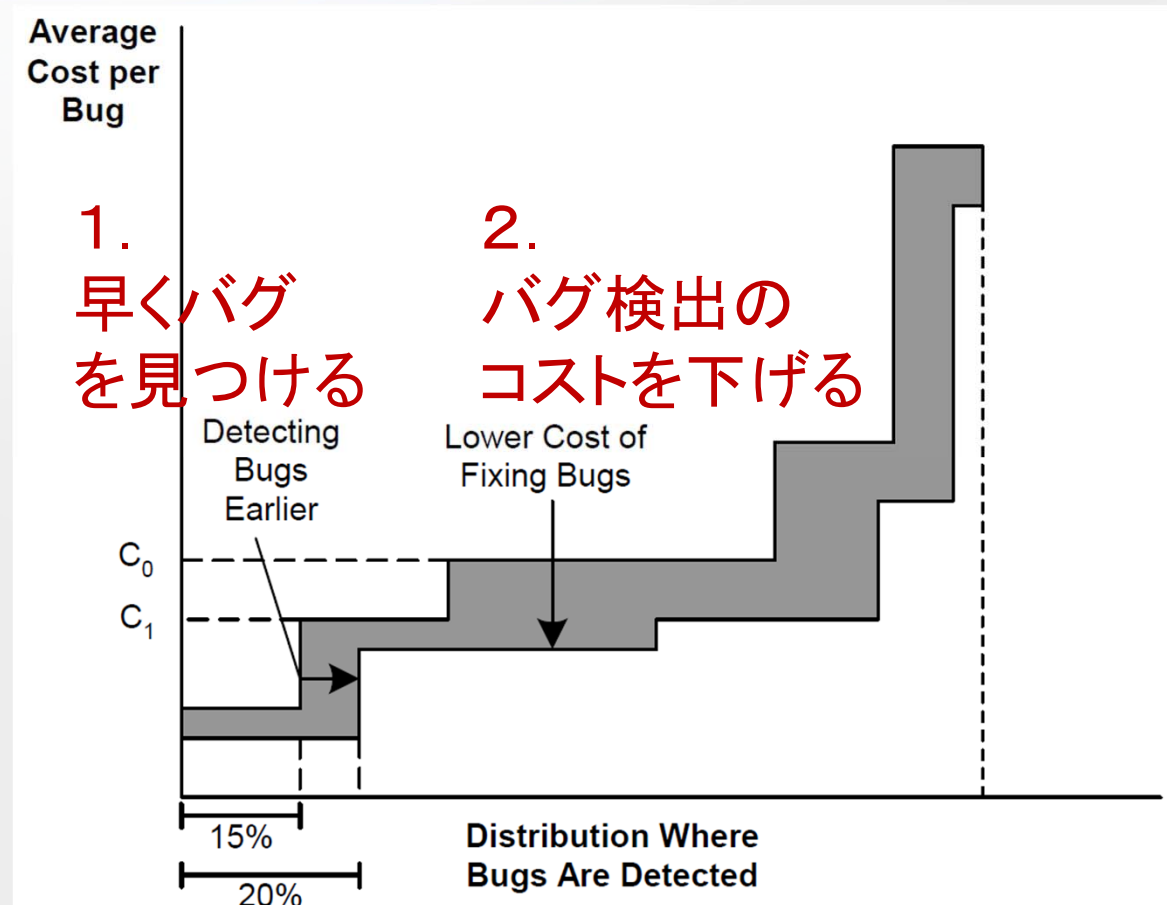 Average
Cost per
Bug
1.
早くバグ
を見つける
2.
バグ検出の
コストを下げる
Detecting
Bugs
Earlier
Lower Cost of
Fixing Bugs
C₀
C₁
15%
20%
Distribution Where
Bugs Are Detected